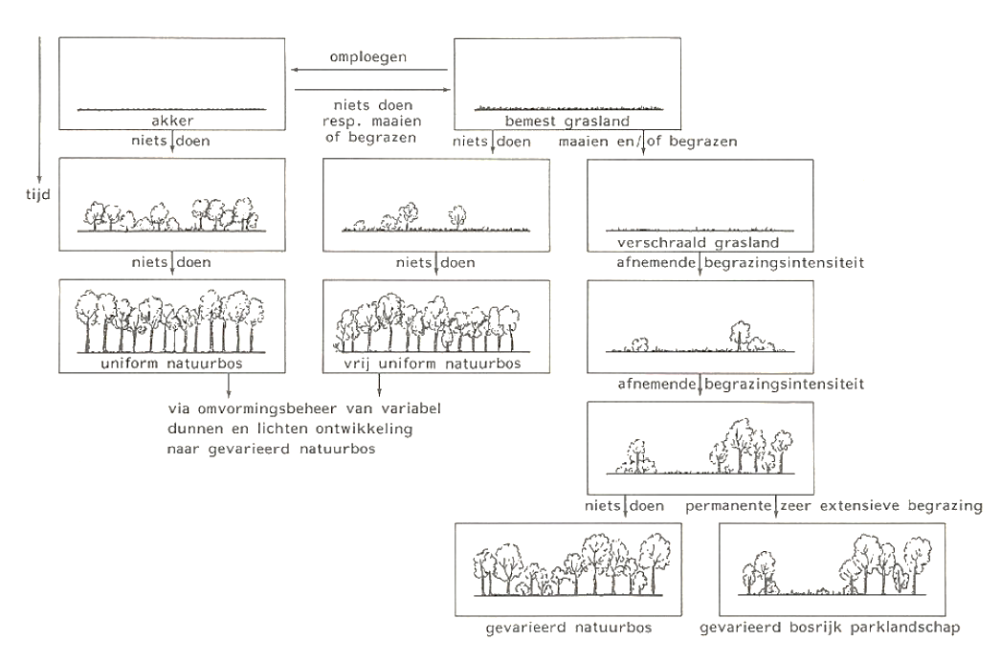 omploegen
niets doen
resp. maaien
of begrazen
akker
bemest grasland
niets doen
niets doen
maaien en/of begrazen
tijd
verschraald grasland
niets doen
niets doen
afnemende begrazingsintensiteit
uniform natuurbos
vrij uniform natuurbos
afnemende begrazingsintensiteit
via omvormingsbeheer van variabel
dunnen en lichten ontwikkeling
naar gevarieerd natuurbos
niets doen
permanente zeer extensieve begrazing
gevarieerd natuurbos
gevarieerd bosrijk parklandschap